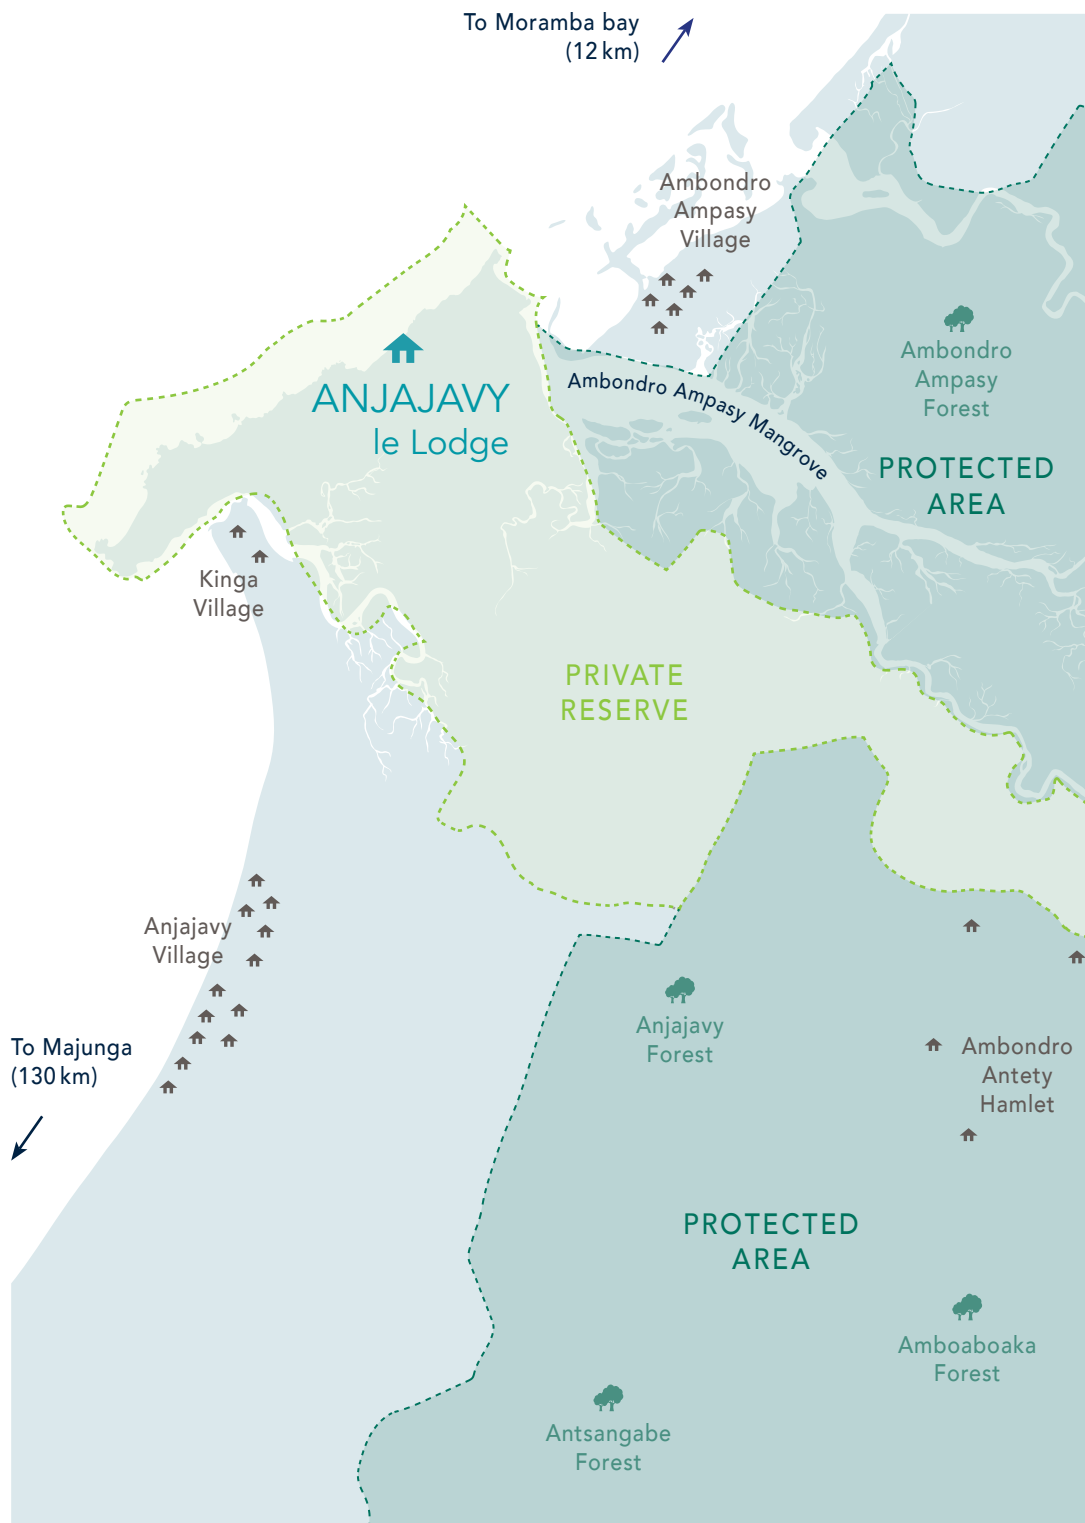 To Moramba bay
(12 km)
Ambondro
Ampasy
Village
ANJAJAVY
le Lodge
Ambondro Ampasy Mangrove
Ambondro
Ampasy
Forest
PROTECTED
AREA
Kinga
Village
PRIVATE
RESERVE
Anjajavy
Village
To Majunga
(130 km)
Anjajavy
Forest
Ambondro
Antety
Hamlet
PROTECTED
AREA
Amboaboaka
Forest
Antsangabe
Forest